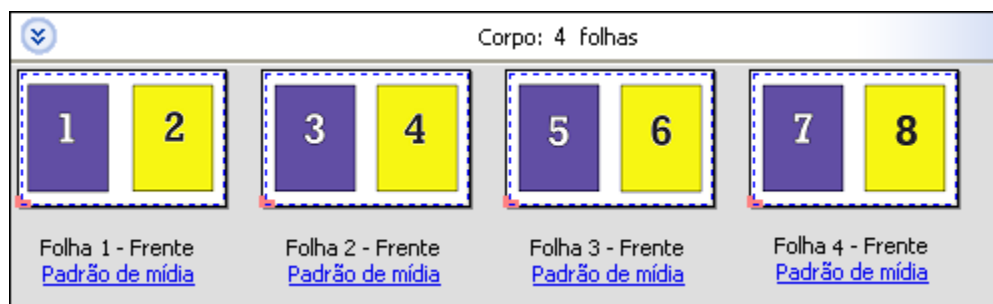 Corpo: 4 folhas
1 2 3 4 5 6 7 8
Folha 1 - Frente Folha 2 - Frente Folha 3 - Frente Folha 4 - Frente
Padrão de mídia Padrão de mídia Padrão de mídia Padrão de mídia